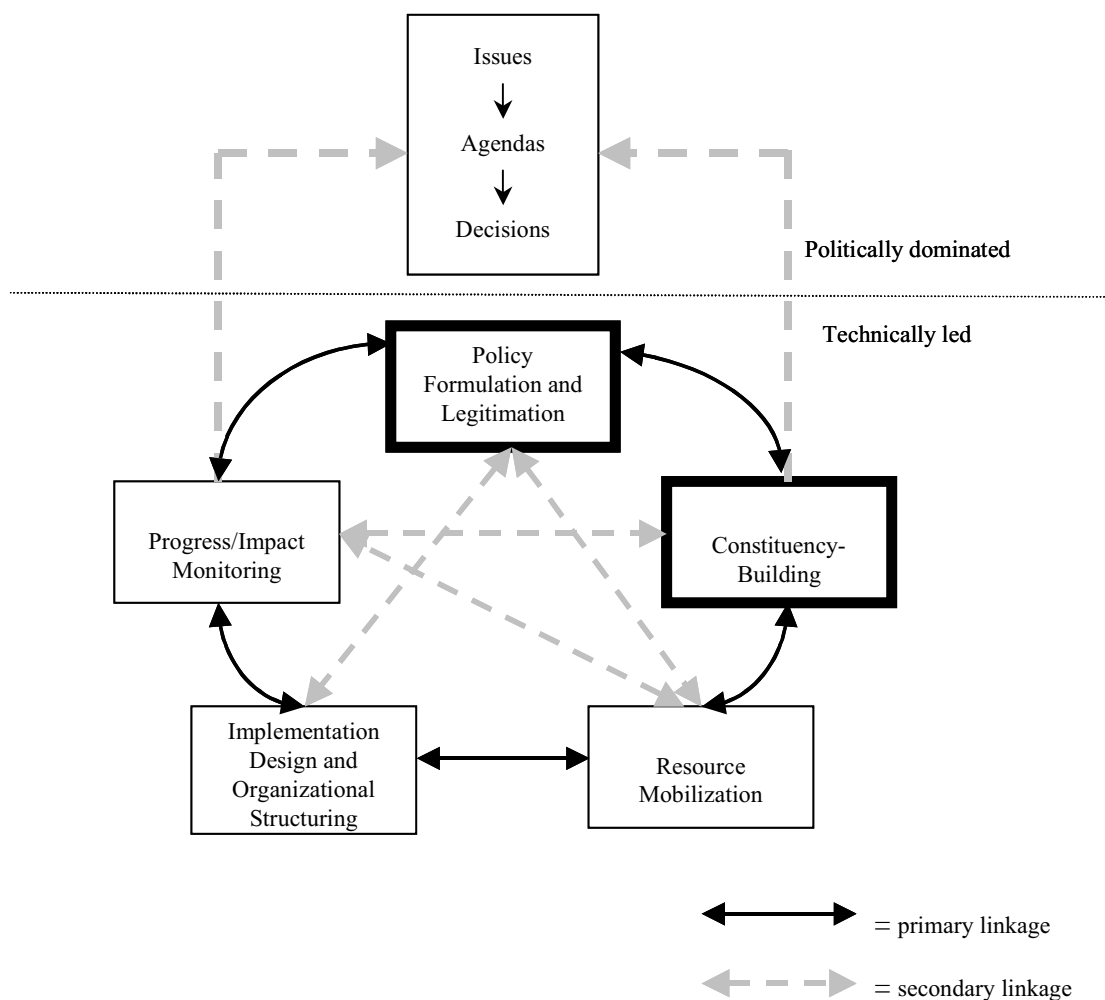 Issues
Agendas
Decisions
Politically dominated
Technically led
Policy
Formulation and
Legitimation
Progress/Impact
Monitoring
Constituency-
Building
Implementation
Design and
Organizational
Structuring
Resource
Mobilization
= primary linkage
= secondary linkage